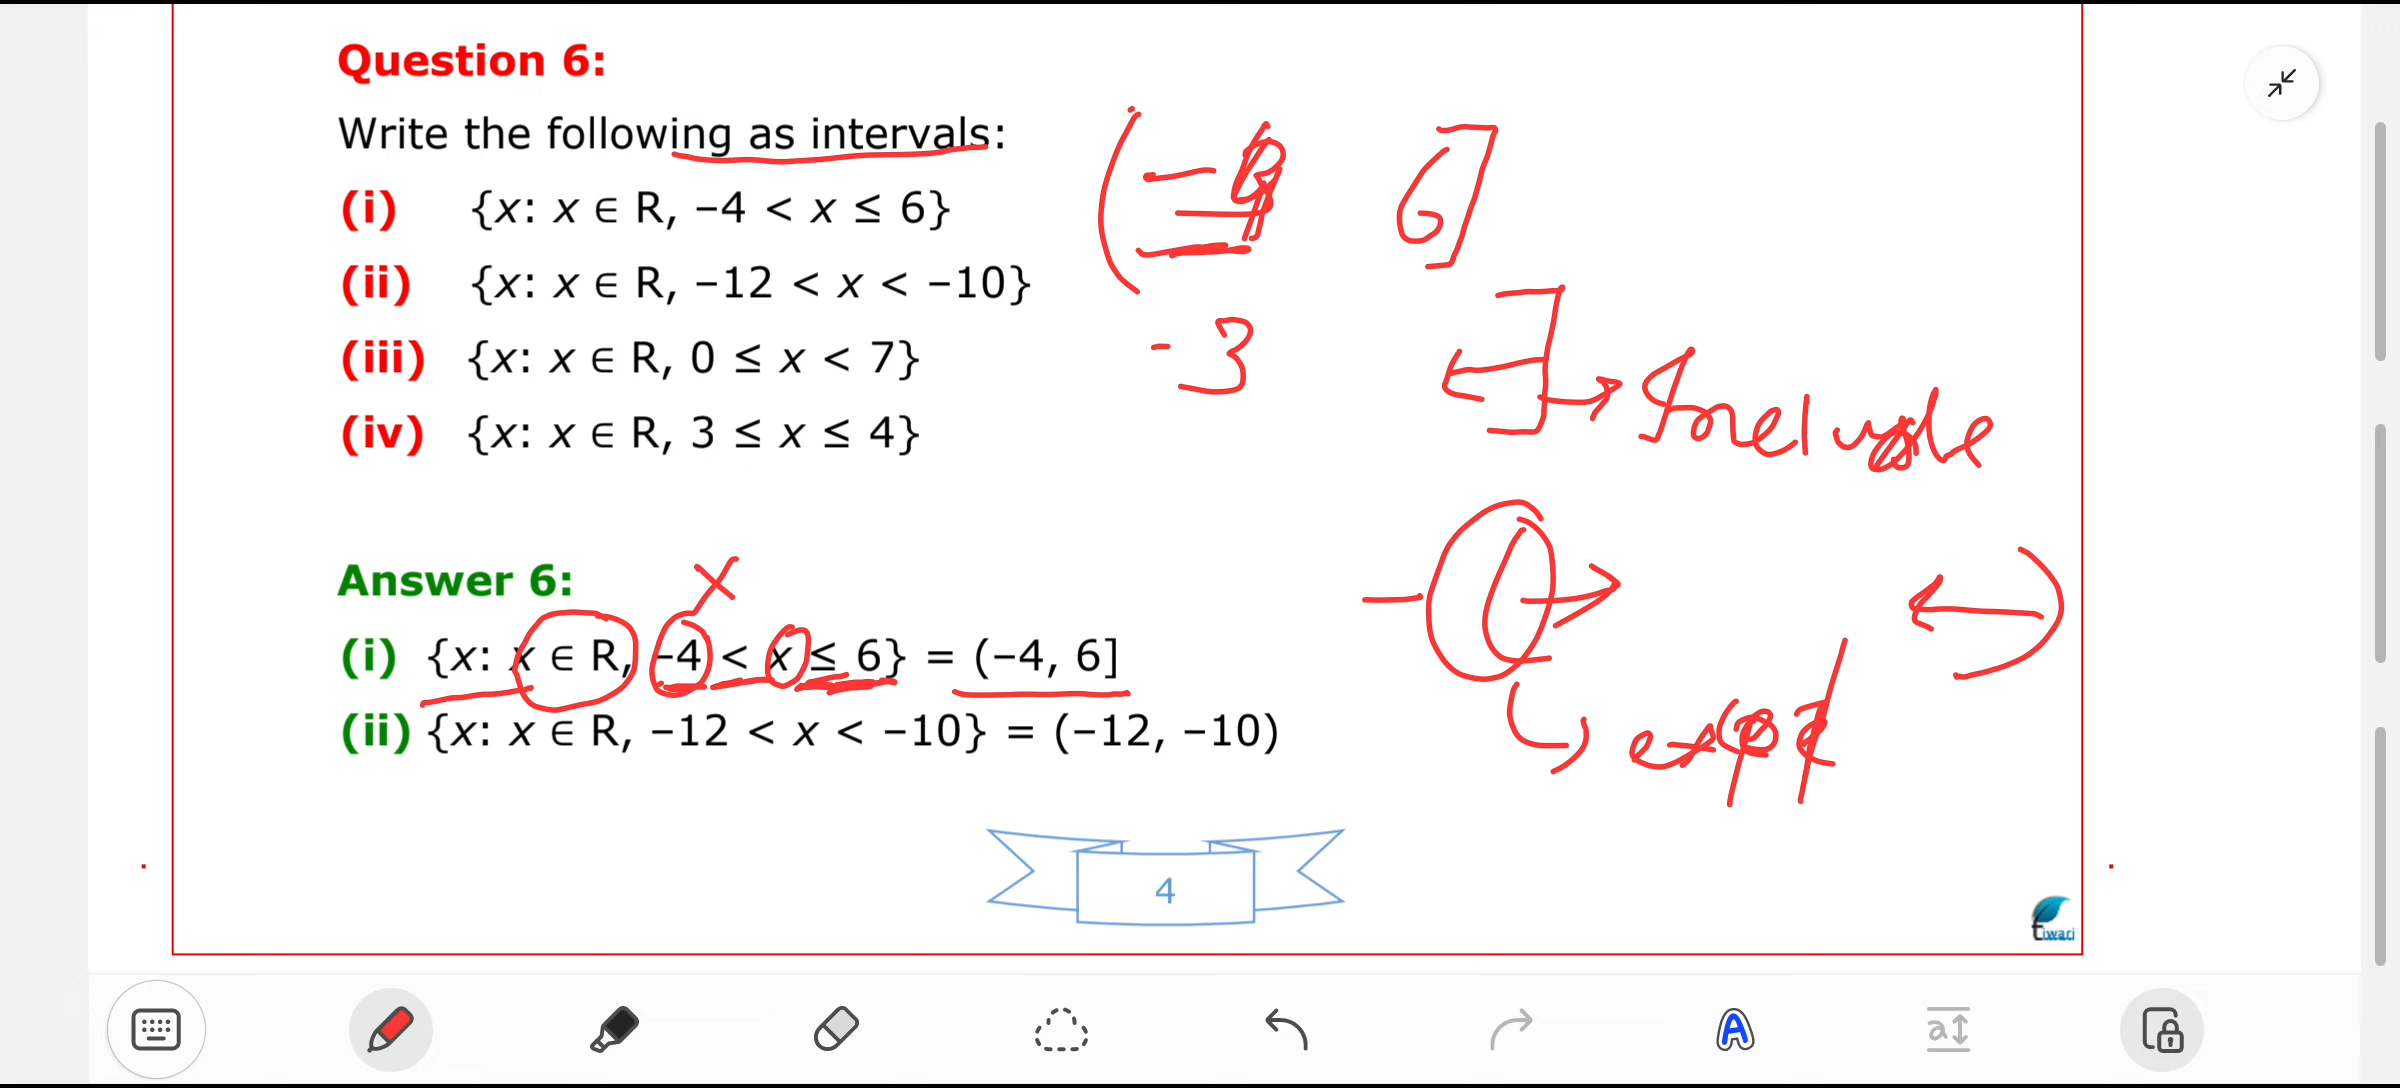 Question 6:
Write the following as intervals:
(i) {x: x ∈ R, −4 < x ≤ 6}
(ii) {x: x ∈ R, −12 < x < −10}
(iii) {x: x ∈ R, 0 ≤ x < 7}
(iv) {x: x ∈ R, 3 ≤ x ≤ 4}
( 6]
-3
]
Answer 6:
x
(i) {x: x ∈ R, −4 < x ≤ 6} = (−4, 6]
(ii) {x: x ∈ R, −12 < x < −10} = (−12, −10)
4
tiwari
A
a